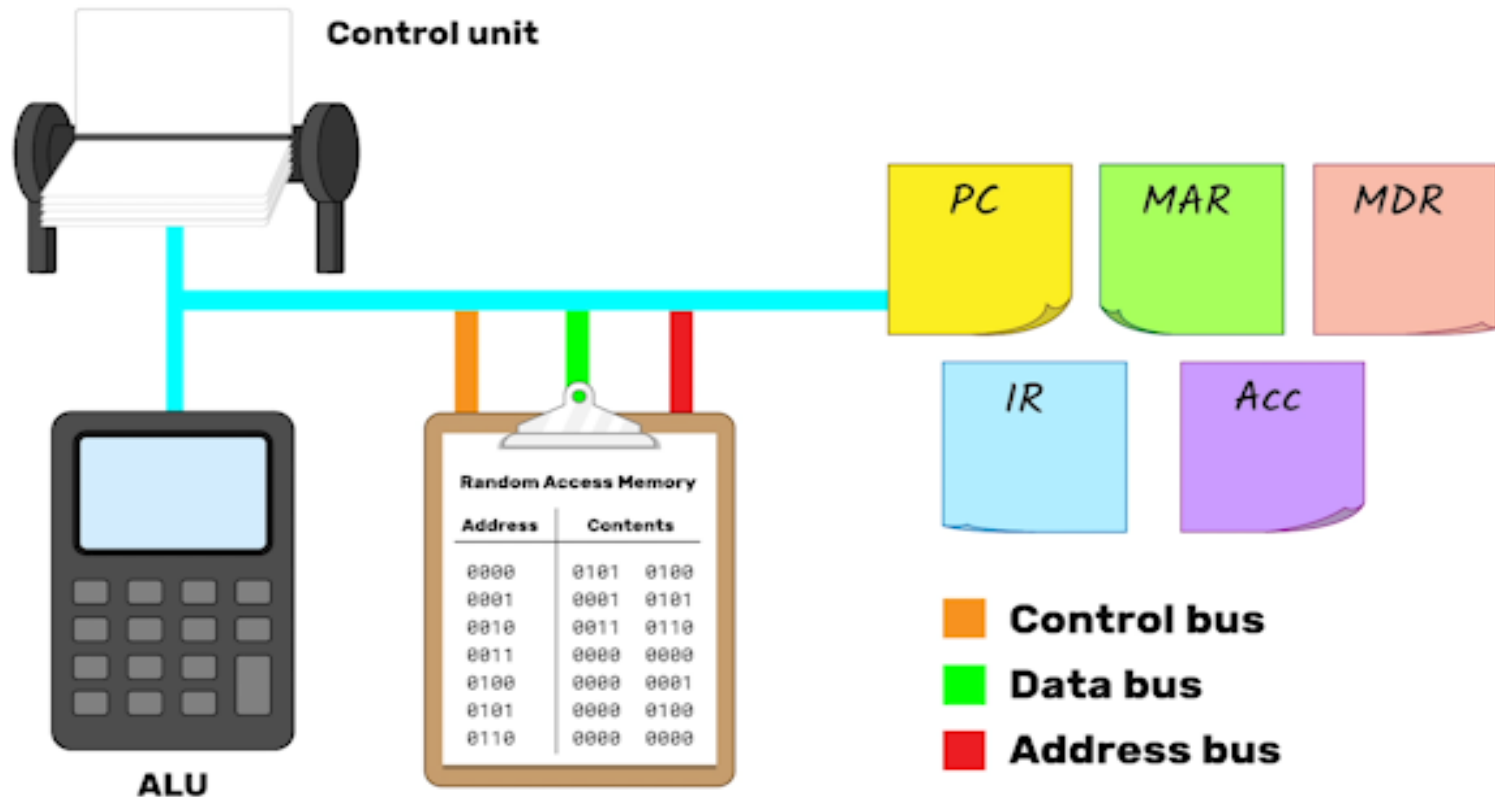 Control unit
PC
MAR
MDR
IR
Acc
Random Access Memory
Address Contents
0000 0101 0100
0001 0001 0101
0010 0011 0110
0011 0000 0000
0100 0000 0001
0101 0000 0100
0110 0000 0000
ALU
Control bus
Data bus
Address bus